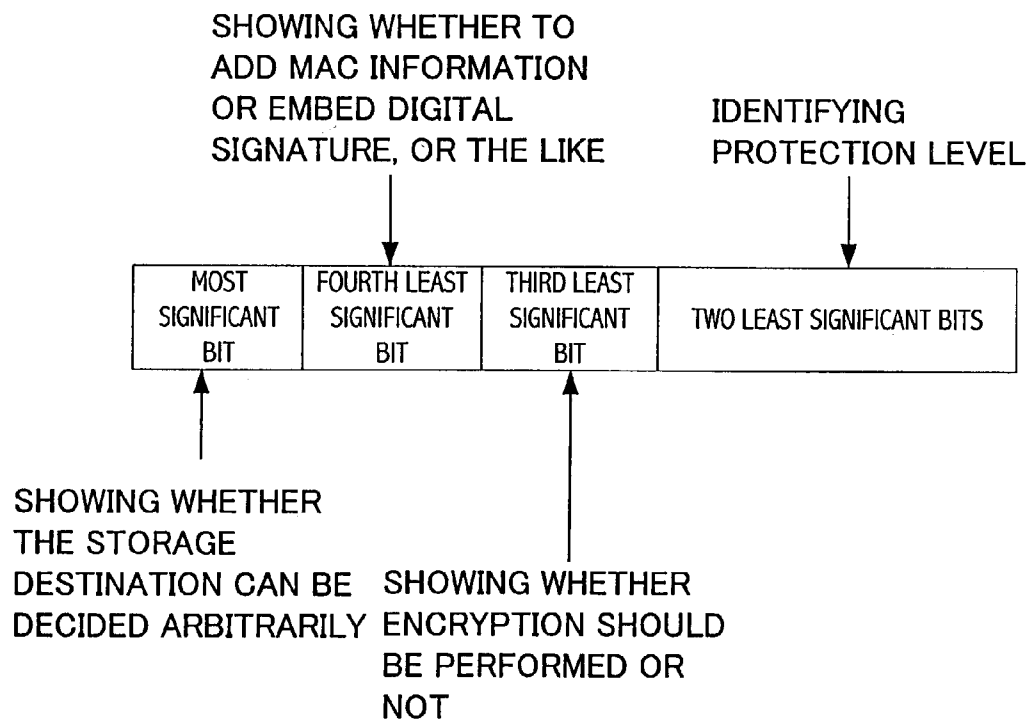 SHOWING WHETHER TO
ADD MAC INFORMATION
OR EMBED DIGITAL
SIGNATURE, OR THE LIKE
IDENTIFYING
PROTECTION LEVEL
MOST
SIGNIFICANT
BIT
FOURTH LEAST
SIGNIFICANT
BIT
THIRD LEAST
SIGNIFICANT
BIT
TWO LEAST SIGNIFICANT BITS
SHOWING WHETHER
THE STORAGE
DESTINATION CAN BE
DECIDED ARBITRARILY
SHOWING WHETHER
ENCRYPTION SHOULD
BE PERFORMED OR
NOT